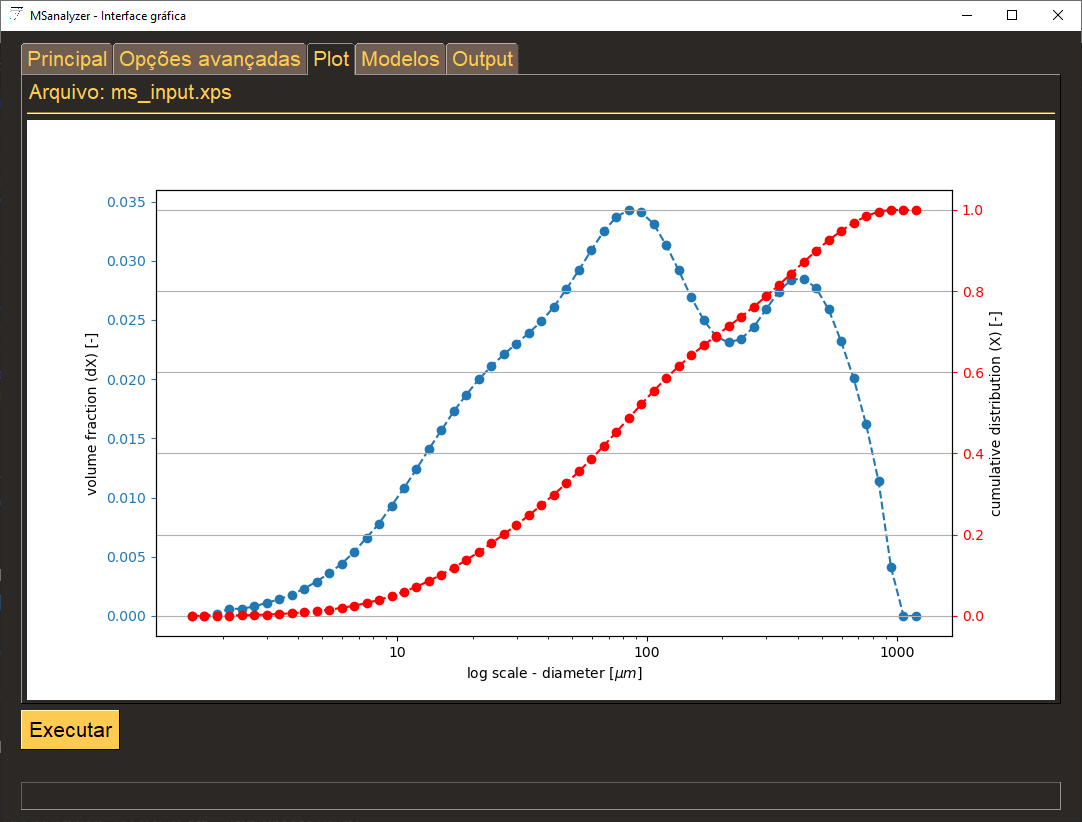 MSanalyzer - Interface gráfica
Principal Opções avançadas Plot Modelos Output
Arquivo: ms_input.xps
0.035
0.030
0.025
0.020
0.015
0.010
0.005
0.000
volume fraction (dX) [-]
1.0
0.8
0.6
0.4
0.2
0.0
cumulative distribution (X) [-]
10 100 1000
log scale - diameter [μm]
Executar